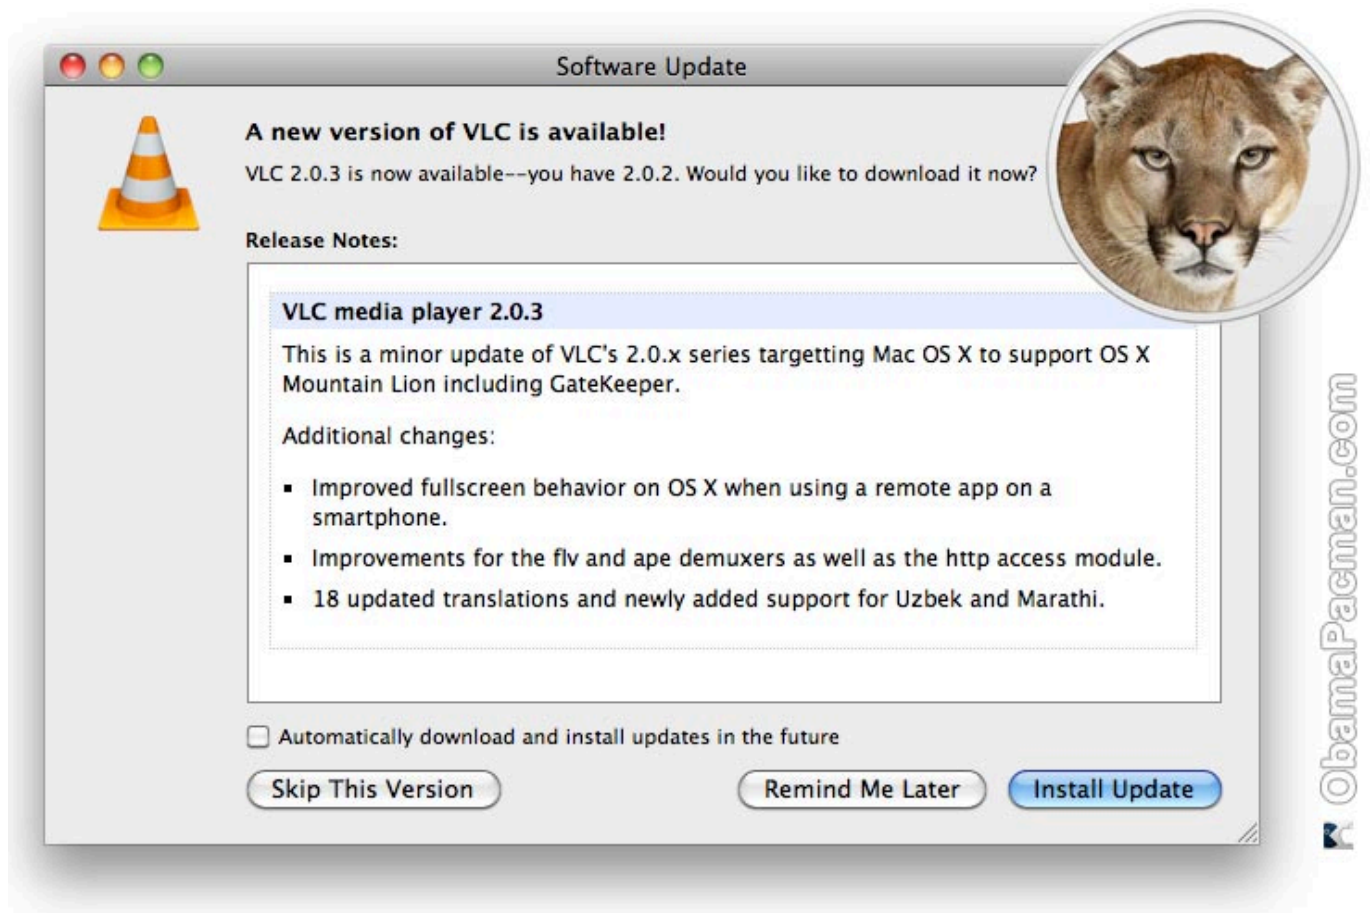 Software Update
A new version of VLC is available!
VLC 2.0.3 is now available--you have 2.0.2. Would you like to download it now?
Release Notes:
VLC media player 2.0.3
This is a minor update of VLC's 2.0.x series targetting Mac OS X to support OS X
Mountain Lion including GateKeeper.
Additional changes:
▪ Improved fullscreen behavior on OS X when using a remote app on a
smartphone.
▪ Improvements for the flv and ape demuxers as well as the http access module.
▪ 18 updated translations and newly added support for Uzbek and Marathi.
Automatically download and install updates in the future
Skip This Version
Remind Me Later
Install Update
ObamaPacman.com